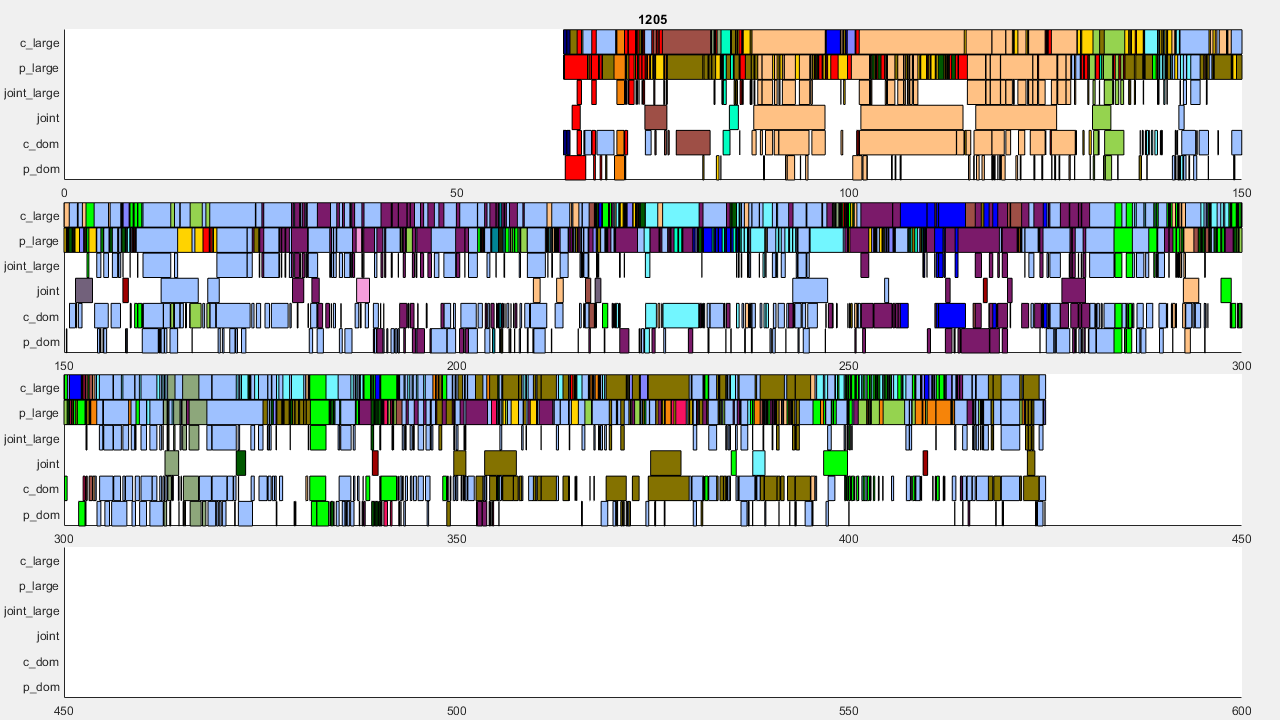 1205
c_large
p_large
joint_large
joint
c_dom
p_dom
0 50 100 150
c_large
p_large
joint_large
joint
c_dom
p_dom
150 200 250 300
c_large
p_large
joint_large
joint
c_dom
p_dom
300 350 400 450
c_large
p_large
joint_large
joint
c_dom
p_dom
450 500 550 600